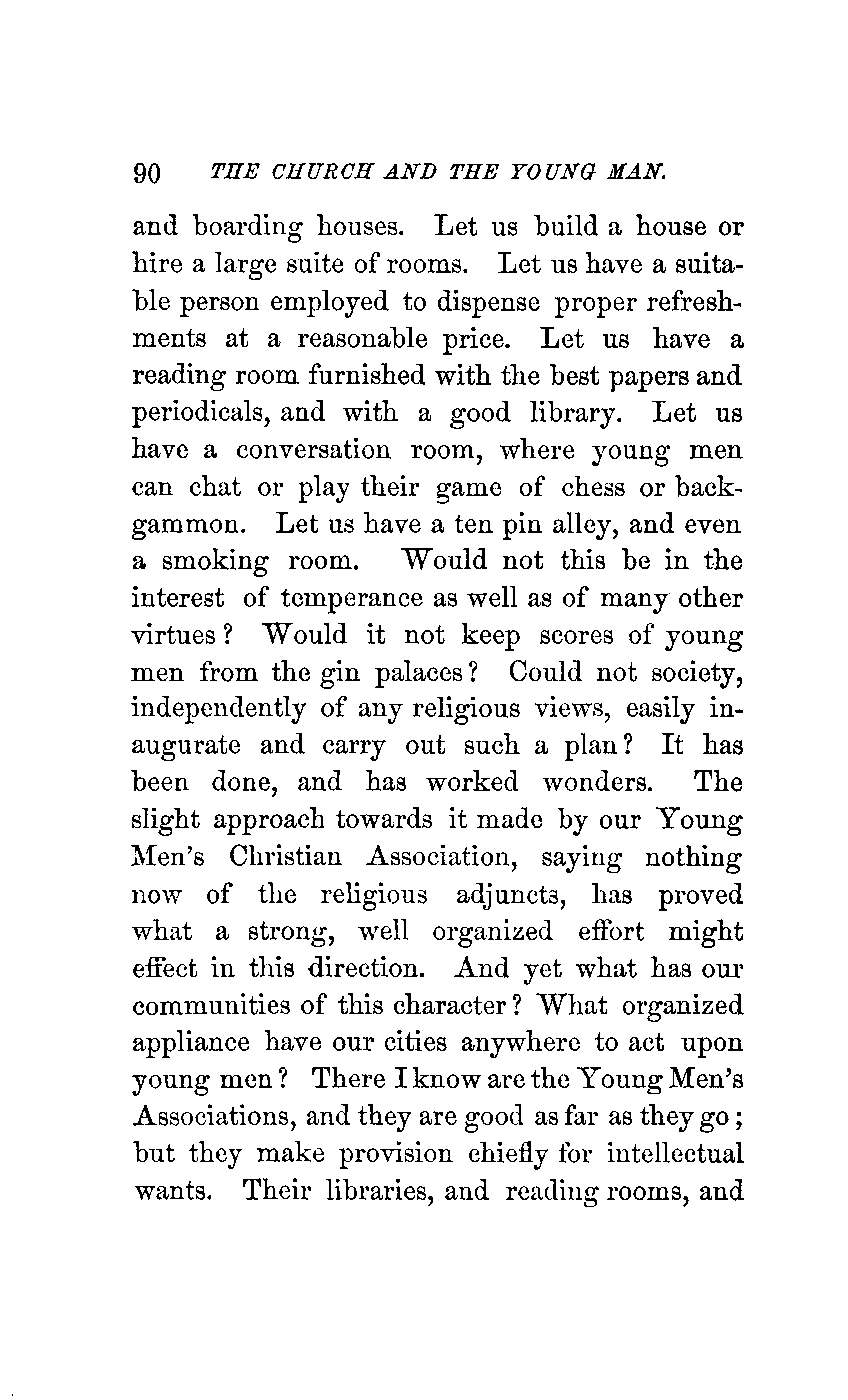 90 THE CHURCH AND THE YOUNG MAN.
and boarding houses. Let us build a house or
hire a large suite of rooms. Let us have a suita-
ble person employed to dispense proper refresh-
ments at a reasonable price. Let us have a
reading room furnished with the best papers and
periodicals, and with a good library. Let us
have a conversation room, where young men
can chat or play their game of chess or back-
gammon. Let us have a ten pin alley, and even
a smoking room. Would not this be in the
interest of temperance as well as of many other
virtues? Would it not keep scores of young
men from the gin palaces? Could not society,
independently of any religious views, easily in-
augurate and carry out such a plan? It has
been done, and has worked wonders. The
slight approach towards it made by our Young
Men's Christian Association, saying nothing
now of the religious adjuncts, has proved
what a strong, well organized effort might
effect in this direction. And yet what has our
communities of this character? What organized
appliance have our cities anywhere to act upon
young men? There I know are the Young Men's
Associations, and they are good as far as they go;
but they make provision chiefly for intellectual
wants. Their libraries, and reading rooms, and